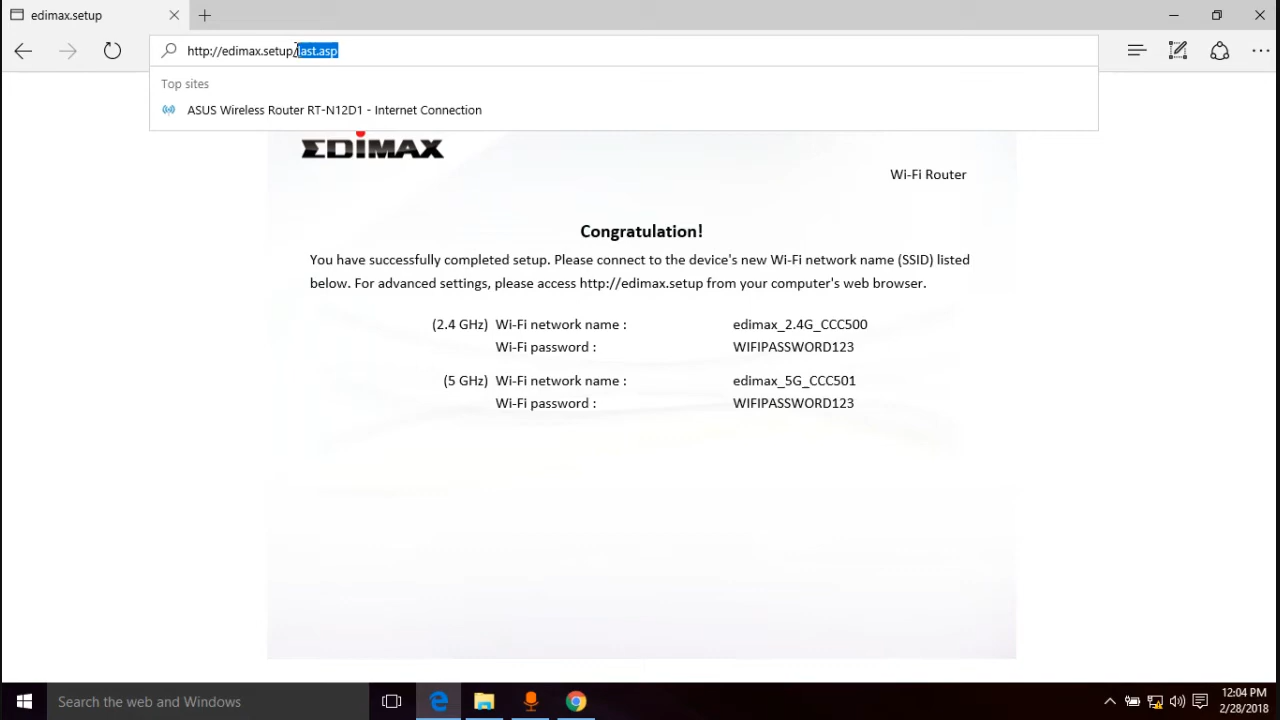 edimax.setup
http://edimax.setup/last.asp
Top sites
ASUS Wireless Router RT-N12D1 - Internet Connection
EDiMAX
Wi-Fi Router
Congratulation!
You have successfully completed setup. Please connect to the device's new Wi-Fi network name (SSID) listed
below. For advanced settings, please access http://edimax.setup from your computer's web browser.
(2.4 GHz) Wi-Fi network name : edimax_2.4G_CCC500
Wi-Fi password : WIFIPASSWORD123
(5 GHz) Wi-Fi network name : edimax_5G_CCC501
Wi-Fi password : WIFIPASSWORD123
Search the web and Windows
12:04 PM
2/28/2018